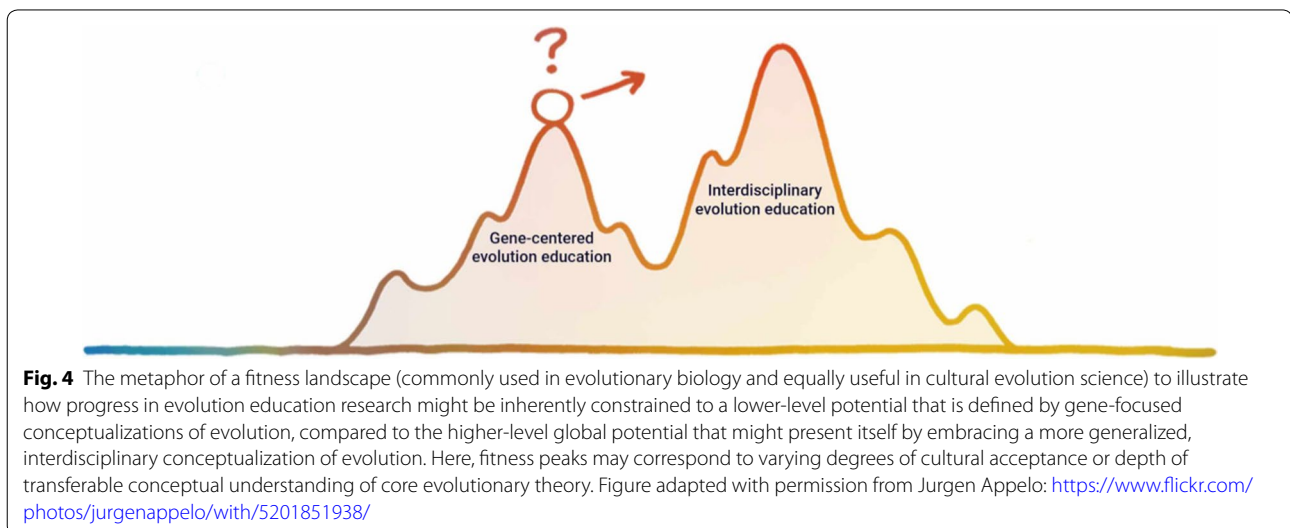 ?
Gene-centered
evolution education
Interdisciplinary
evolution education
Fig. 4 The metaphor of a fitness landscape (commonly used in evolutionary biology and equally useful in cultural evolution science) to illustrate
how progress in evolution education research might be inherently constrained to a lower-level potential that is defined by gene-focused
conceptualizations of evolution, compared to the higher-level global potential that might present itself by embracing a more generalized,
interdisciplinary conceptualization of evolution. Here, fitness peaks may correspond to varying degrees of cultural acceptance or depth of
transferable conceptual understanding of core evolutionary theory. Figure adapted with permission from Jurgen Appelo: https://www.flickr.com/
photos/jurgenappelo/with/5201851938/